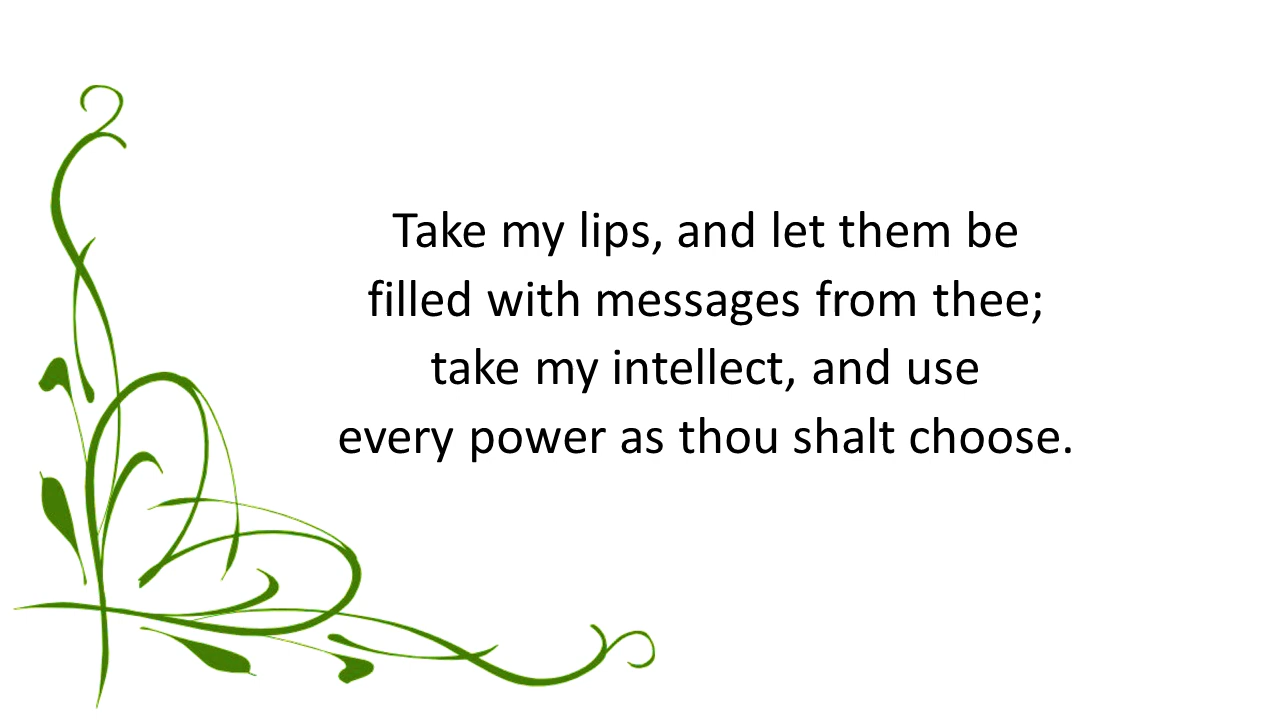 Take my lips, and let them be
filled with messages from thee;
take my intellect, and use
every power as thou shalt choose.